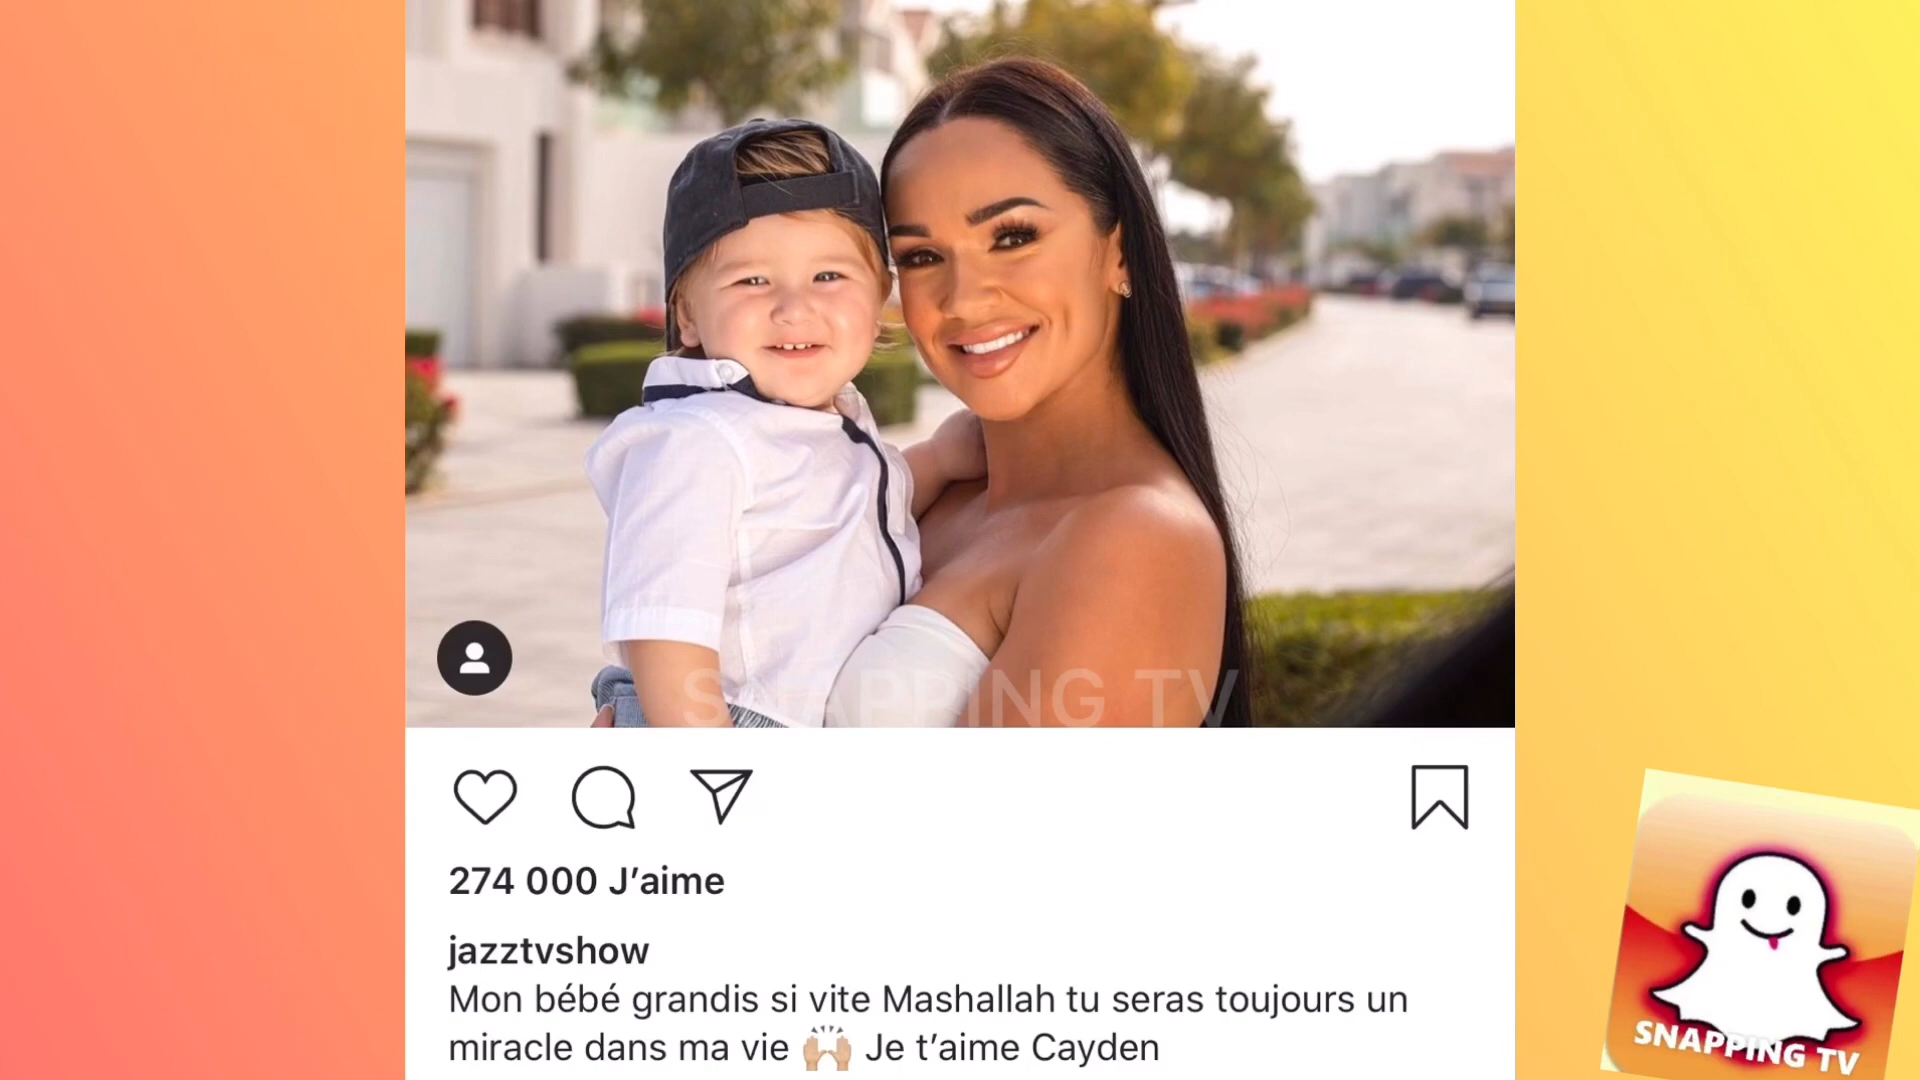 SNAPPING TV
274 000 J’aime
jazztvshow
Mon bébé grandis si vite Mashallah tu seras toujours un
miracle dans ma vie 🙌🏼 Je t’aime Cayden
SNAPPING TV